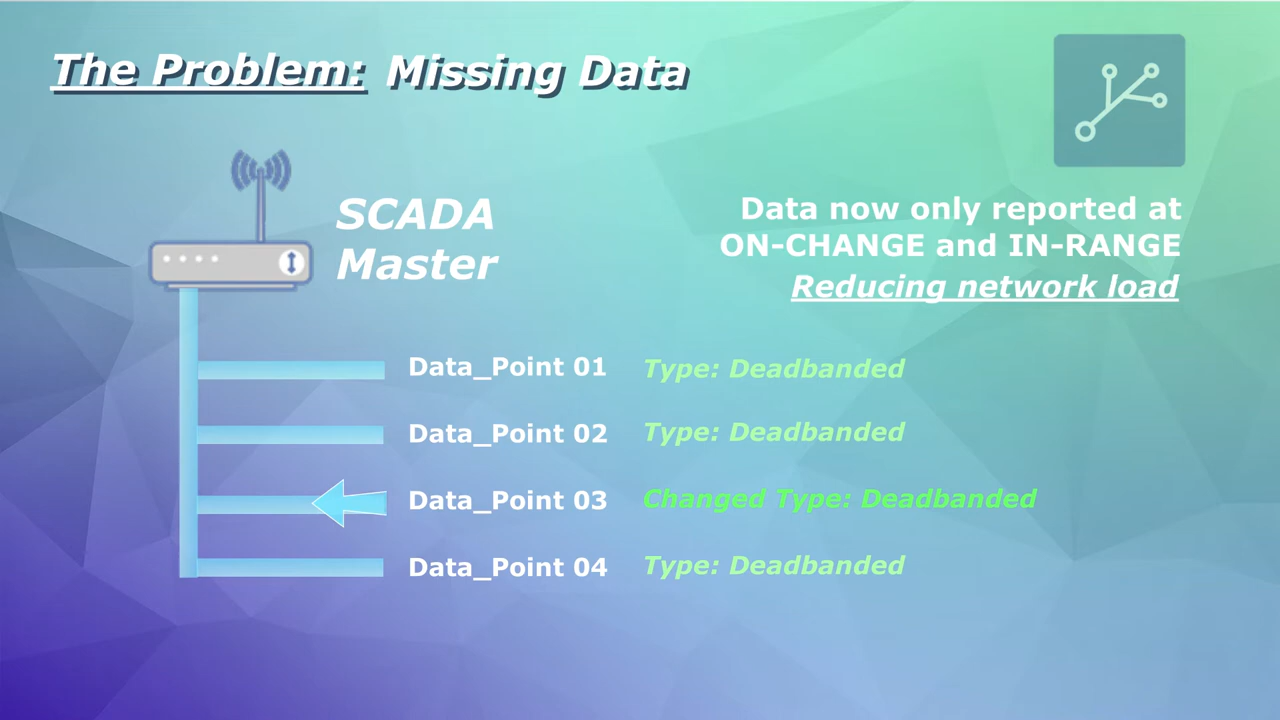 The Problem: Missing Data
SCADA
Master
Data now only reported at
ON-CHANGE and IN-RANGE
Reducing network load
Data_Point 01 Type: Deadbanded
Data_Point 02 Type: Deadbanded
Data_Point 03 Changed Type: Deadbanded
Data_Point 04 Type: Deadbanded